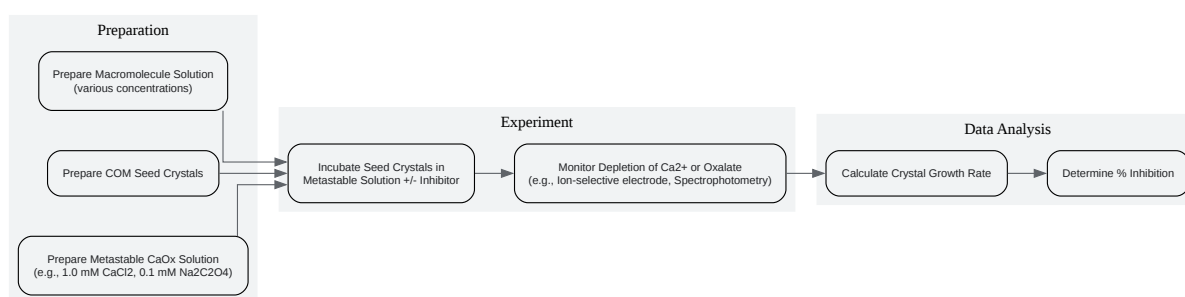 Preparation
Prepare Macromolecule Solution
(various concentrations)
Prepare COM Seed Crystals
Prepare Metastable CaOx Solution
(e.g., 1.0 mM CaCl2, 0.1 mM Na2C2O4)
Experiment
Incubate Seed Crystals in
Metastable Solution +/- Inhibitor
Monitor Depletion of Ca2+ or Oxalate
(e.g., Ion-selective electrode, Spectrophotometry)
Data Analysis
Calculate Crystal Growth Rate
Determine % Inhibition